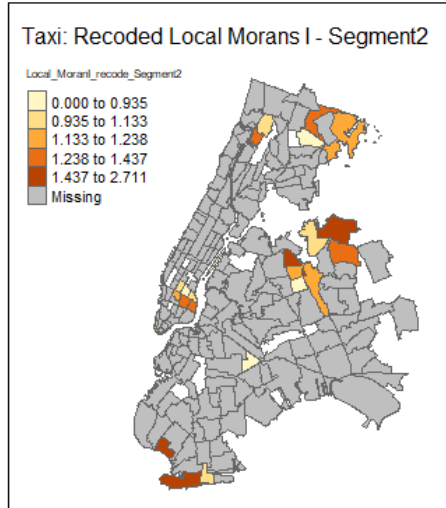 Taxi: Recoded Local Morans I - Segment2
Local_MoranI_recode_Segment2
0.000 to 0.935
0.935 to 1.133
1.133 to 1.238
1.238 to 1.437
1.437 to 2.711
Missing